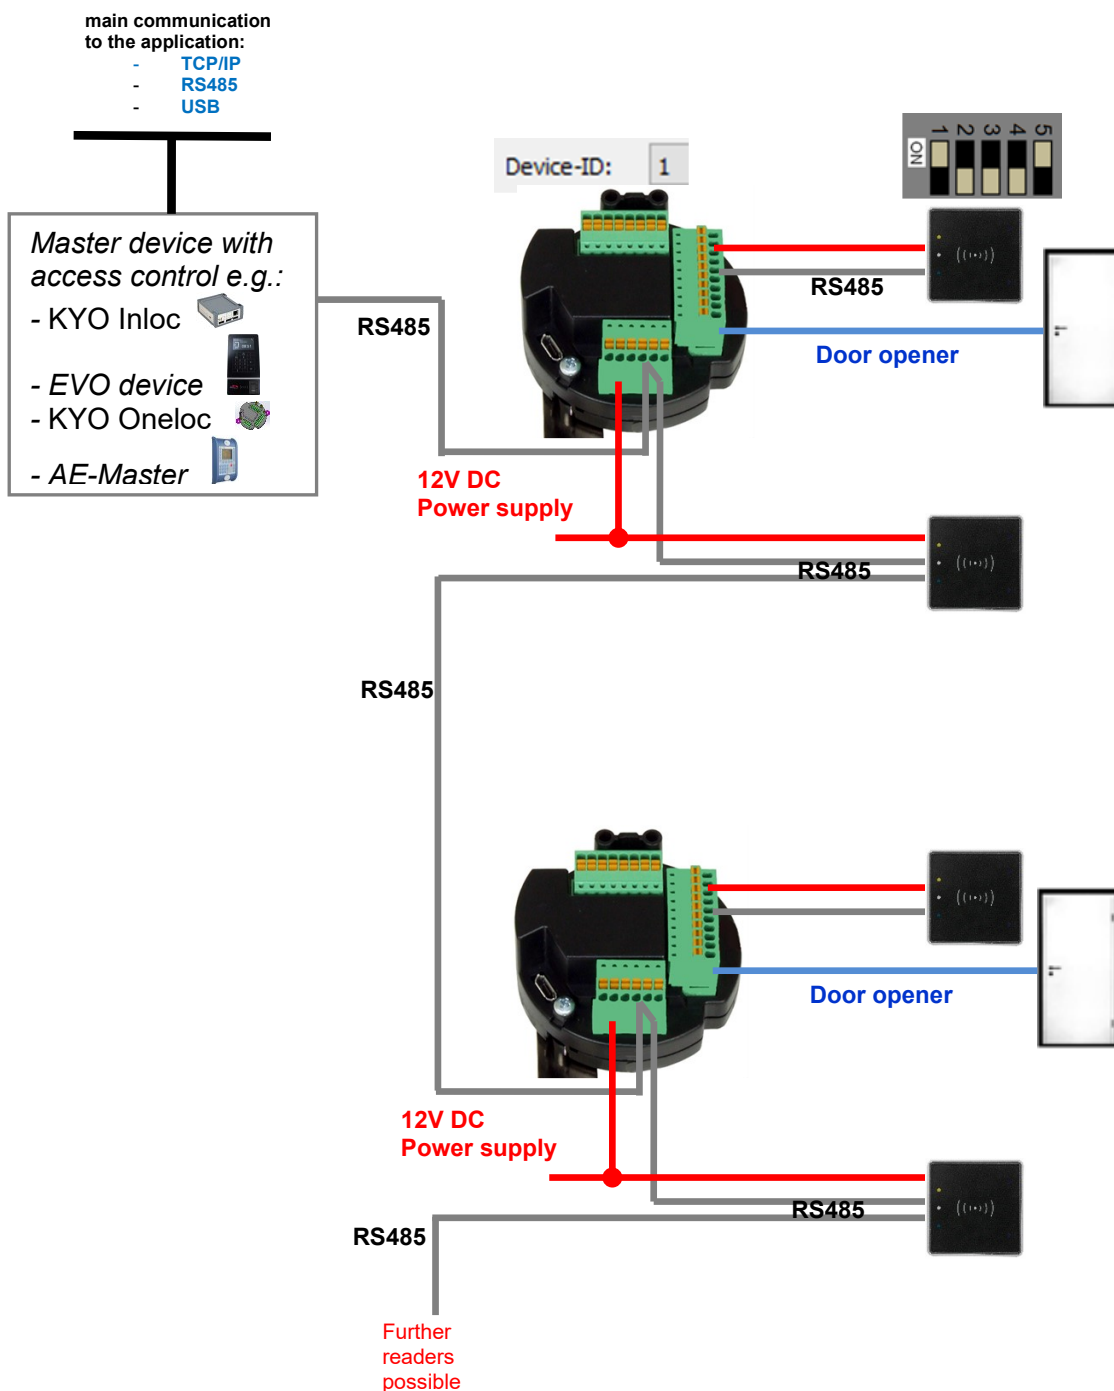 main communication
to the application:
- TCP/IP
- RS485
- USB
Device-ID: 1
ON
1 2 3 4 5
Master device with
access control e.g.:
- KYO Inloc
- EVO device
- KYO Oneloc
- AE-Master
RS485
RS485
Door opener
12V DC
Power supply
RS485
RS485
Door opener
12V DC
Power supply
RS485
RS485
Further
readers
possible